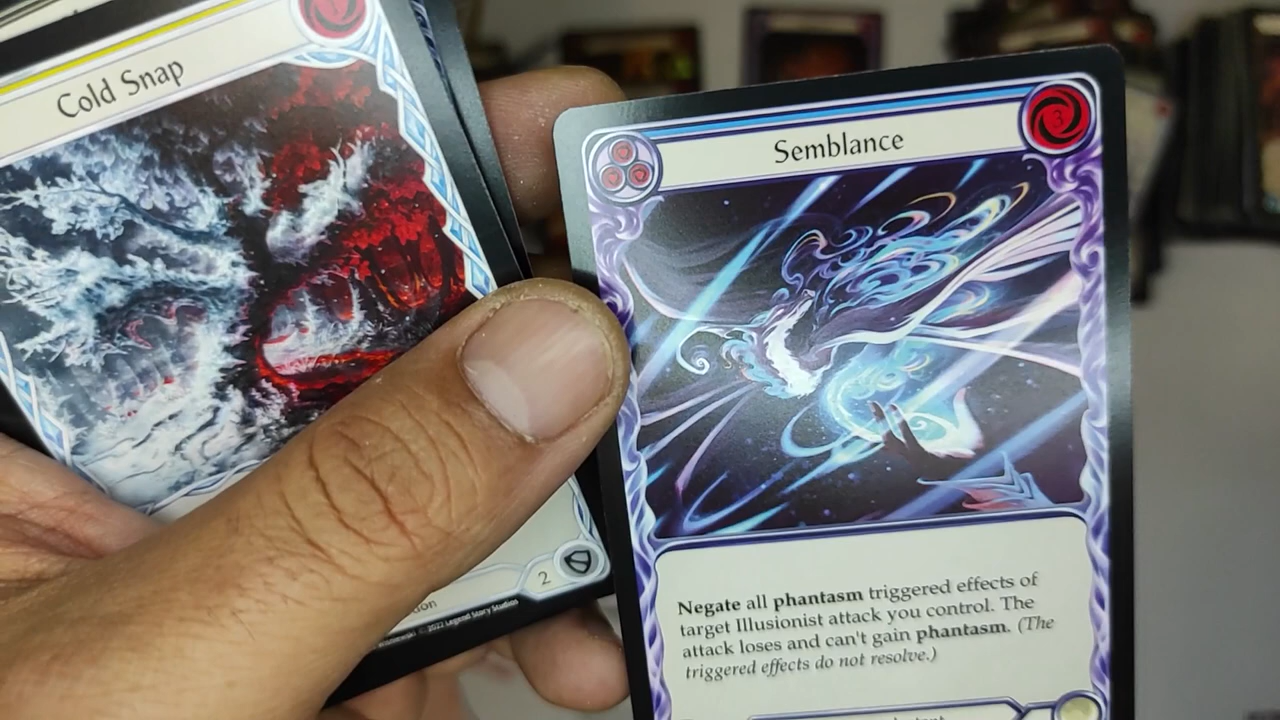 Cold Snap
2
2022 Legend Story Studios
Semblance
3
Negate all phantasm triggered effects of
target Illusionist attack you control. The
attack loses and can't gain phantasm. (The
triggered effects do not resolve.)